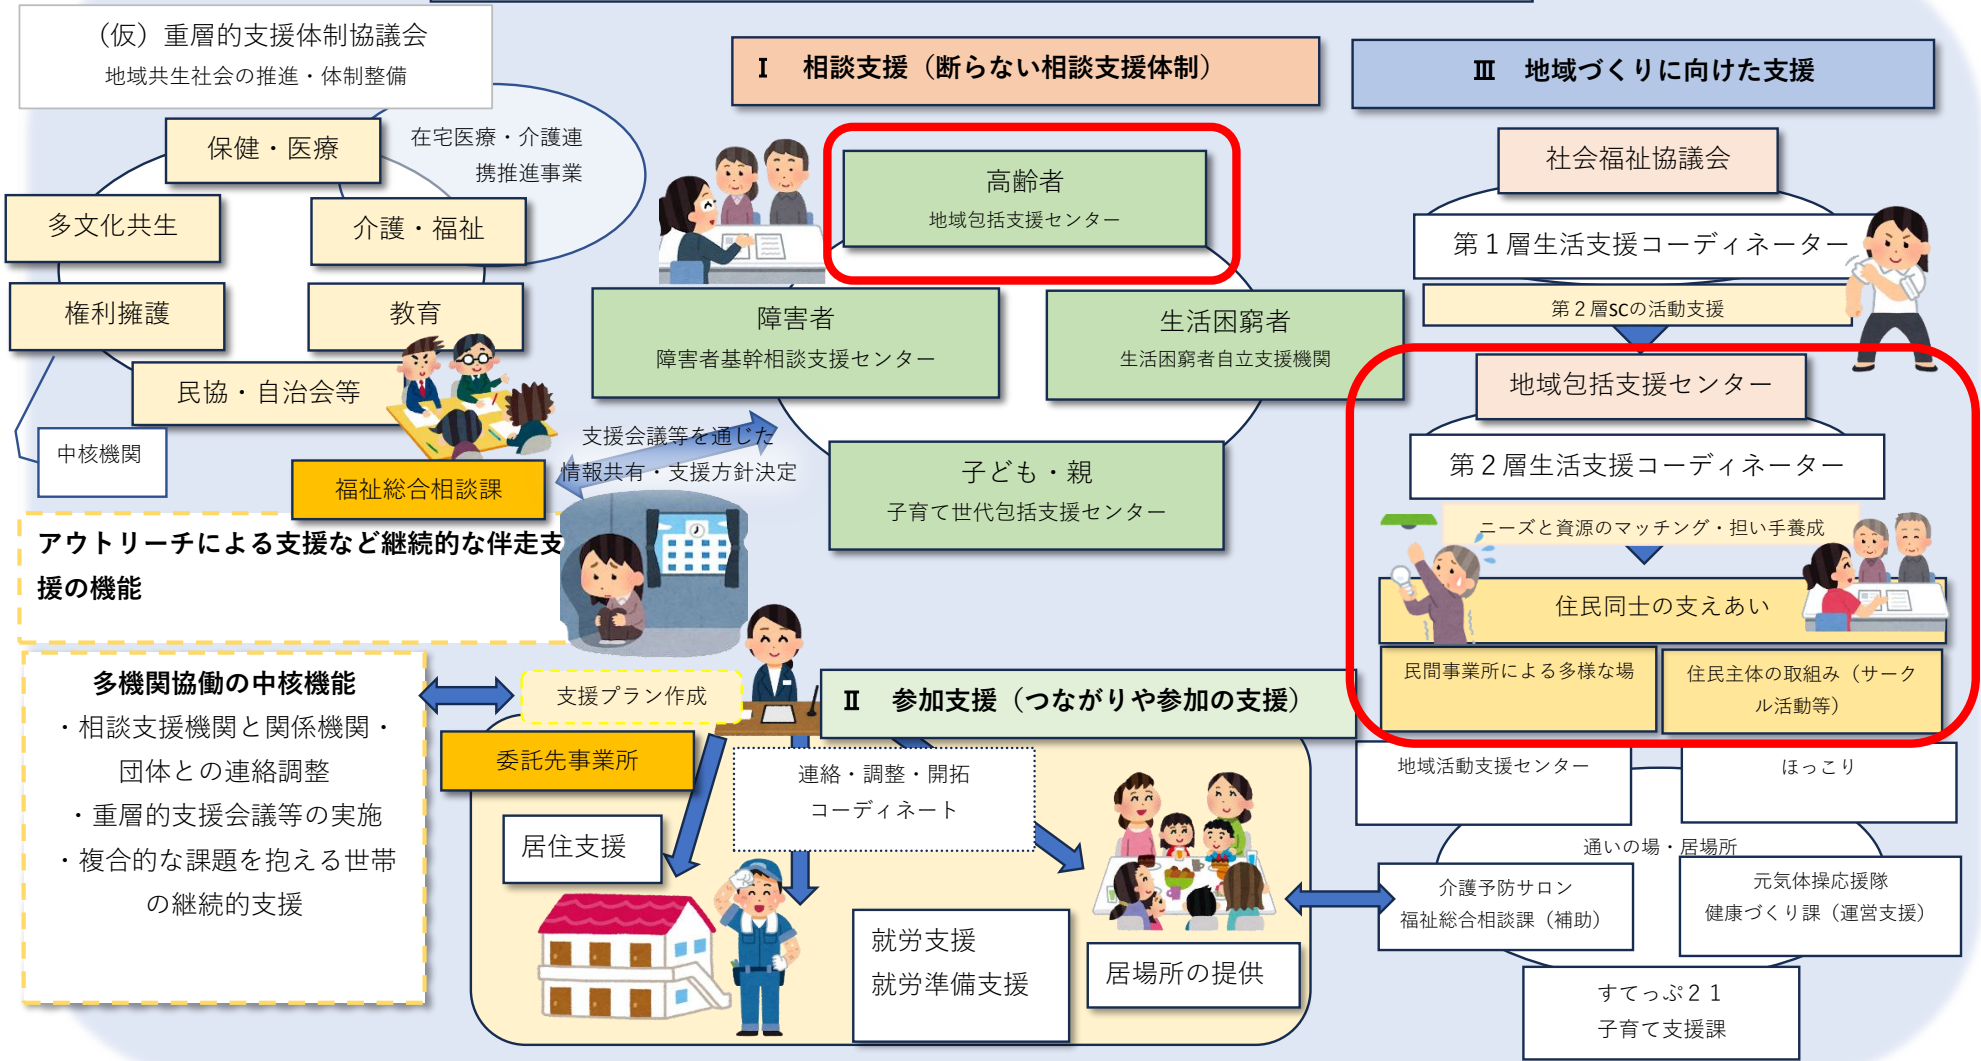 （仮）重層的支援体制協議会
地域共生社会の推進・体制整備
保健・医療
在宅医療・介護連
携推進事業
多文化共生
介護・福祉
権利擁護
教育
民協・自治会等
中核機関
福祉総合相談課
アウトリーチによる支援など継続的な伴走支
援の機能
多機関協働の中核機能
・相談支援機関と関係機関・
団体との連絡調整
・重層的支援会議等の実施
・複合的な課題を抱える世帯
の継続的支援
Ⅰ　相談支援（断らない相談支援体制）
高齢者
地域包括支援センター
障害者
障害者基幹相談支援センター
生活困窮者
生活困窮者自立支援機関
子ども・親
子育て世代包括支援センター
支援会議等を通じた
情報共有・支援方針決定
支援プラン作成
Ⅱ　参加支援（つながりや参加の支援）
委託先事業所
連絡・調整・開拓
コーディネート
居住支援
就労支援
就労準備支援
居場所の提供
Ⅲ　地域づくりに向けた支援
社会福祉協議会
第１層生活支援コーディネーター
第２層SCの活動支援
地域包括支援センター
第２層生活支援コーディネーター
ニーズと資源のマッチング・担い手養成
住民同士の支えあい
民間事業所による多様な場
住民主体の取組み（サーク
ル活動等）
地域活動支援センター
ほっこり
通いの場・居場所
介護予防サロン
福祉総合相談課（補助）
元気体操応援隊
健康づくり課（運営支援）
すてっぷ２１
子育て支援課